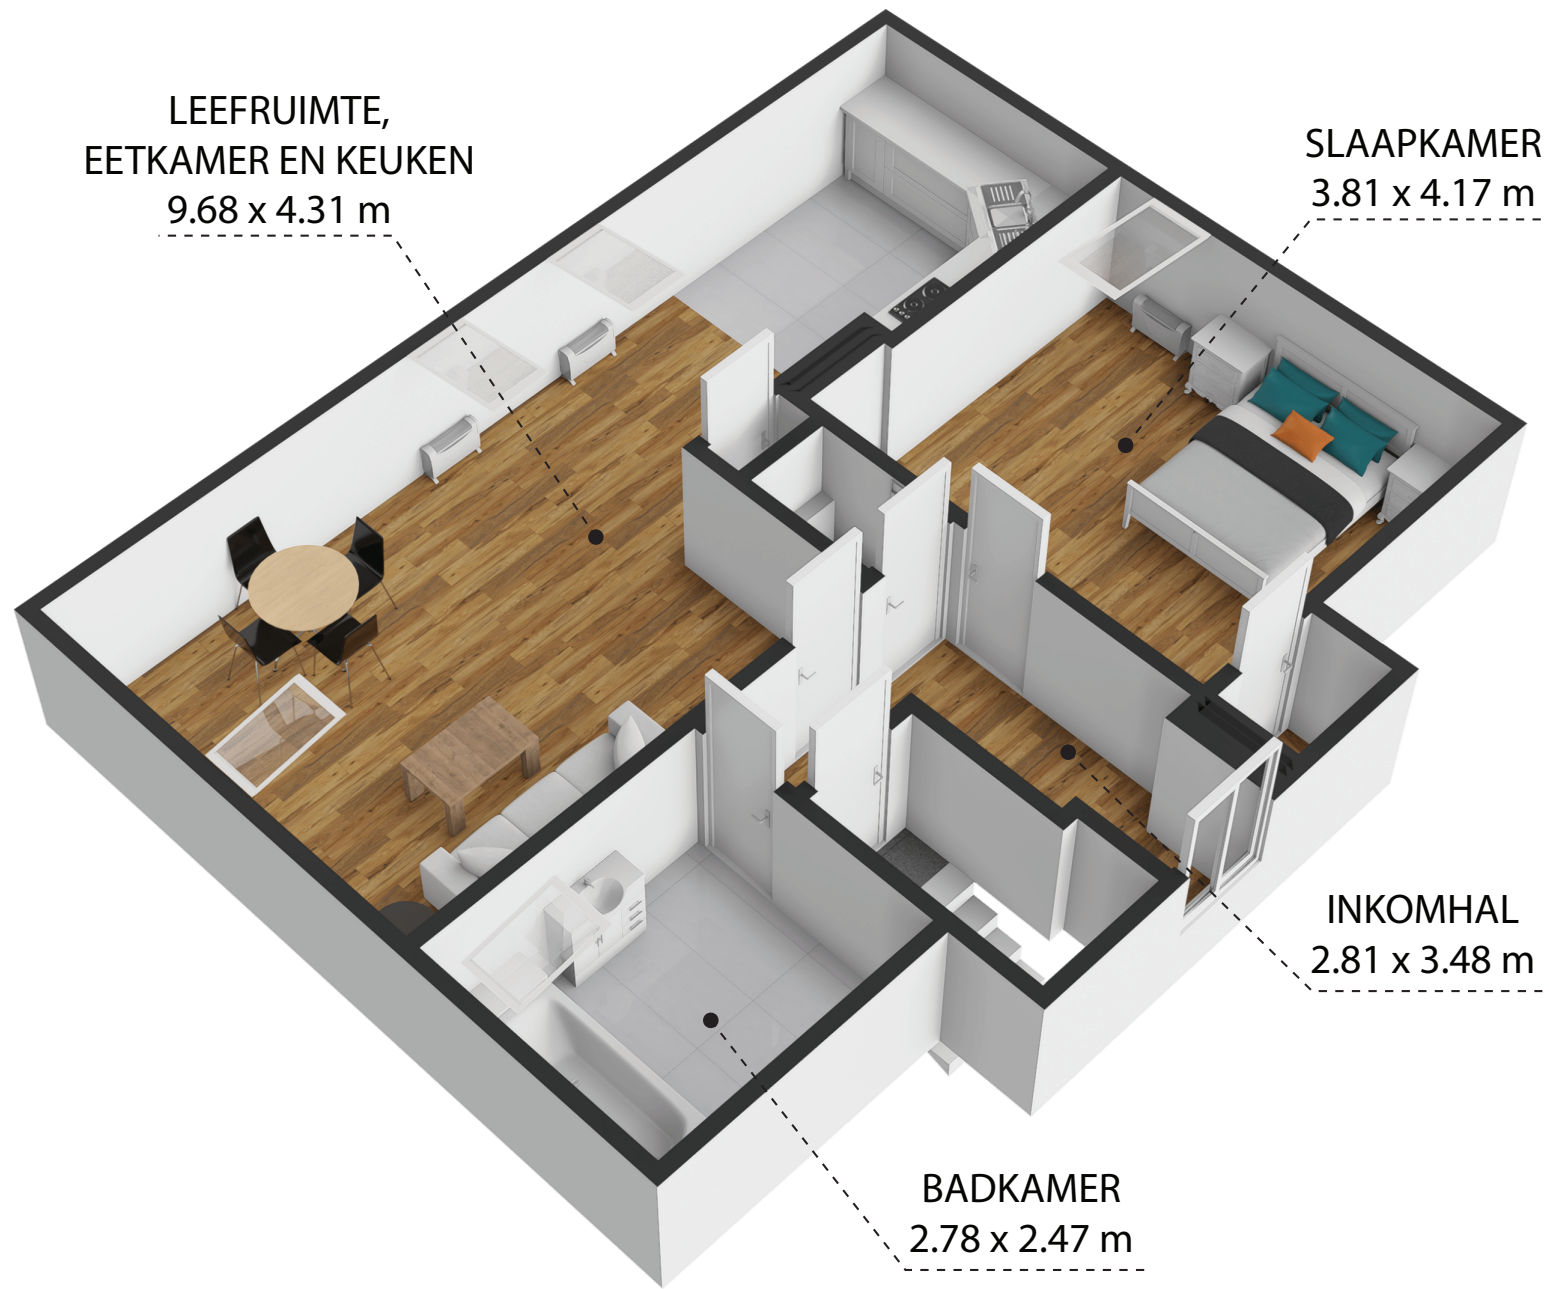 LEEFRUIMTE,
EETKAMER EN KEUKEN
9.68 x 4.31 m
SLAAPKAMER
3.81 x 4.17 m
INKOMHAL
2.81 x 3.48 m
BADKAMER
2.78 x 2.47 m